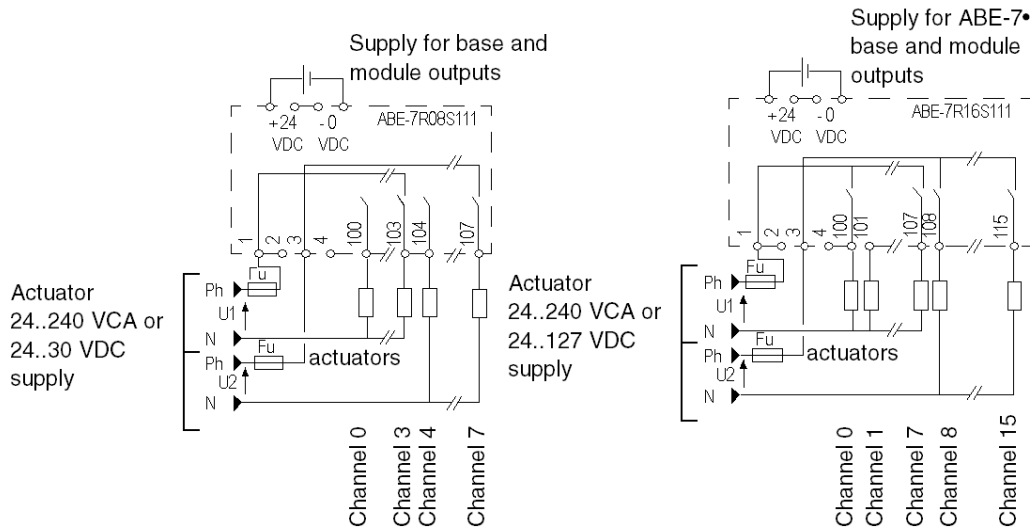 Supply for base and
module outputs
+24
VDC
- 0
VDC
ABE-7R08S111
1
2
3
4
100
103
104
107
Fu
Ph
U1
N
Ph
Fu
U2
N
actuators
Actuator
24..240 VCA or
24..30 VDC
supply
Channel 0
Channel 3
Channel 4
Channel 7
Supply for ABE-7•
base and module
outputs
+24
VDC
- 0
VDC
ABE-7R16S111
1
2
3
4
100
101
107
108
115
Fu
Ph
U1
N
Ph
Fu
U2
N
actuators
Actuator
24..240 VCA or
24..127 VDC
supply
Channel 0
Channel 1
Channel 7
Channel 8
Channel 15